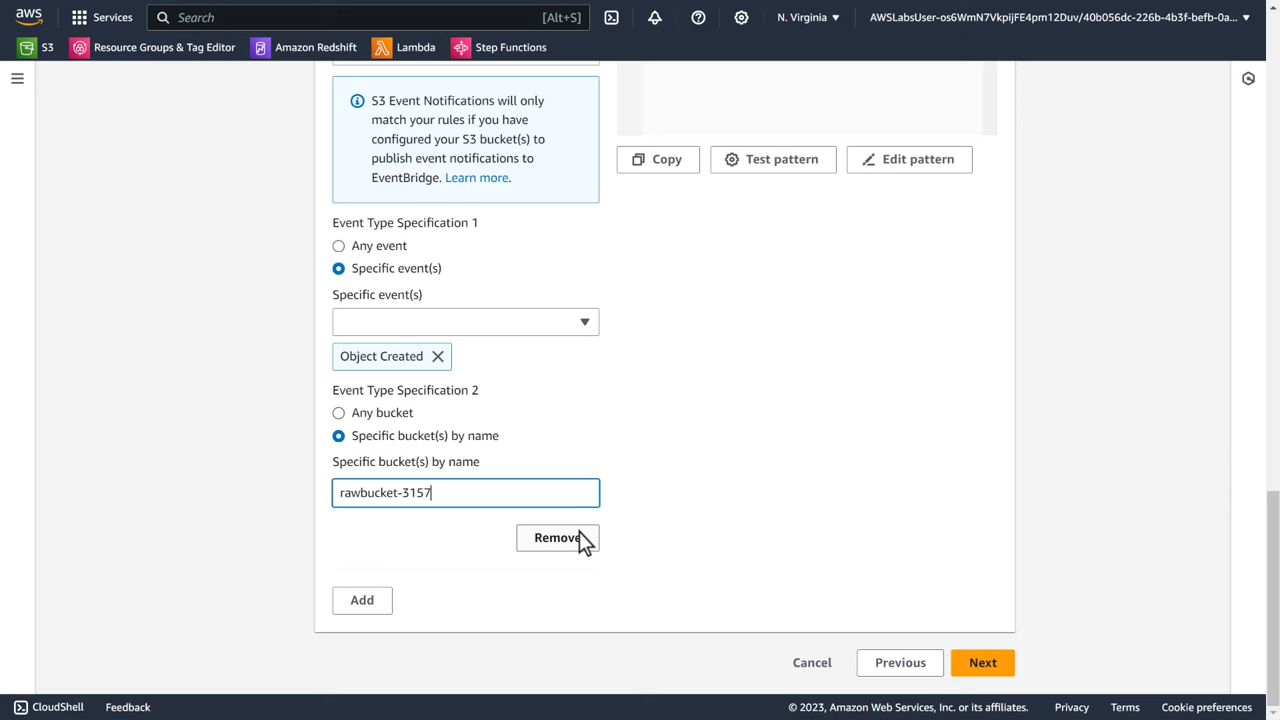 aws
Services
Search
[Alt+S]
N. Virginia
AWSLabsUser-os6WmN7VkpijFE4pm12Duv/40b056dc-226b-4b3f-befb-0a...
S3
Resource Groups & Tag Editor
Amazon Redshift
Lambda
Step Functions
S3 Event Notifications will only
match your rules if you have
configured your S3 bucket(s) to
publish event notifications to
EventBridge. Learn more.
Copy
Test pattern
Edit pattern
Event Type Specification 1
Any event
Specific event(s)
Specific event(s)
Object Created
Event Type Specification 2
Any bucket
Specific bucket(s) by name
Specific bucket(s) by name
rawbucket-3157
Remove
Add
Cancel
Previous
Next
CloudShell
Feedback
© 2023, Amazon Web Services, Inc. or its affiliates.
Privacy
Terms
Cookie preferences